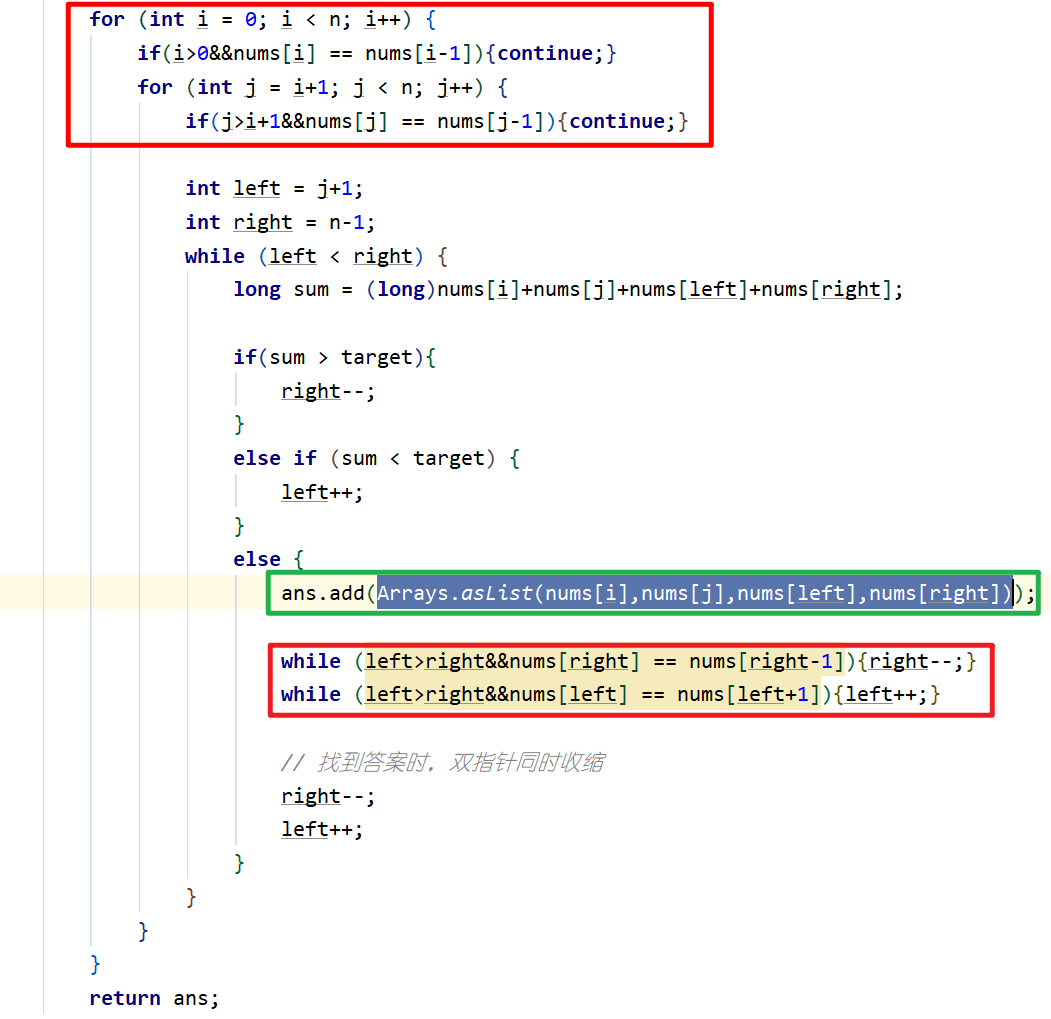 for (int i = 0; i < n; i++) {
if(i>0&&nums[i] == nums[i-1]){continue;}
for (int j = i+1; j < n; j++) {
if(j>i+1&&nums[j] == nums[j-1]){continue;}
int left = j+1;
int right = n-1;
while (left < right) {
long sum = (long)nums[i]+nums[j]+nums[left]+nums[right];
if(sum > target){
right--;
}
else if (sum < target) {
left++;
}
else {
ans.add(Arrays.asList(nums[i],nums[j],nums[left],nums[right]));
while (left>right&&nums[right] == nums[right-1]){right--;}
while (left>right&&nums[left] == nums[left+1]){left++;}
// 找到答案时，双指针同时收缩
right--;
left++;
}
}
}
}
return ans;